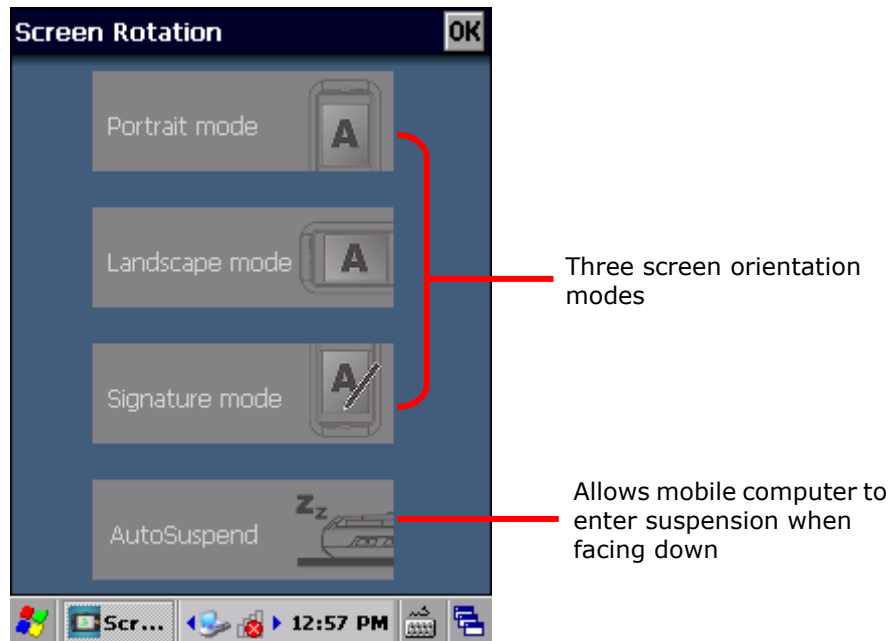 Screen Rotation OK
Portrait mode
A
Landscape mode A
Three screen orientation
modes
Signature mode A
AutoSuspend Zz
Allows mobile computer to
enter suspension when
facing down
Scr... 12:57 PM